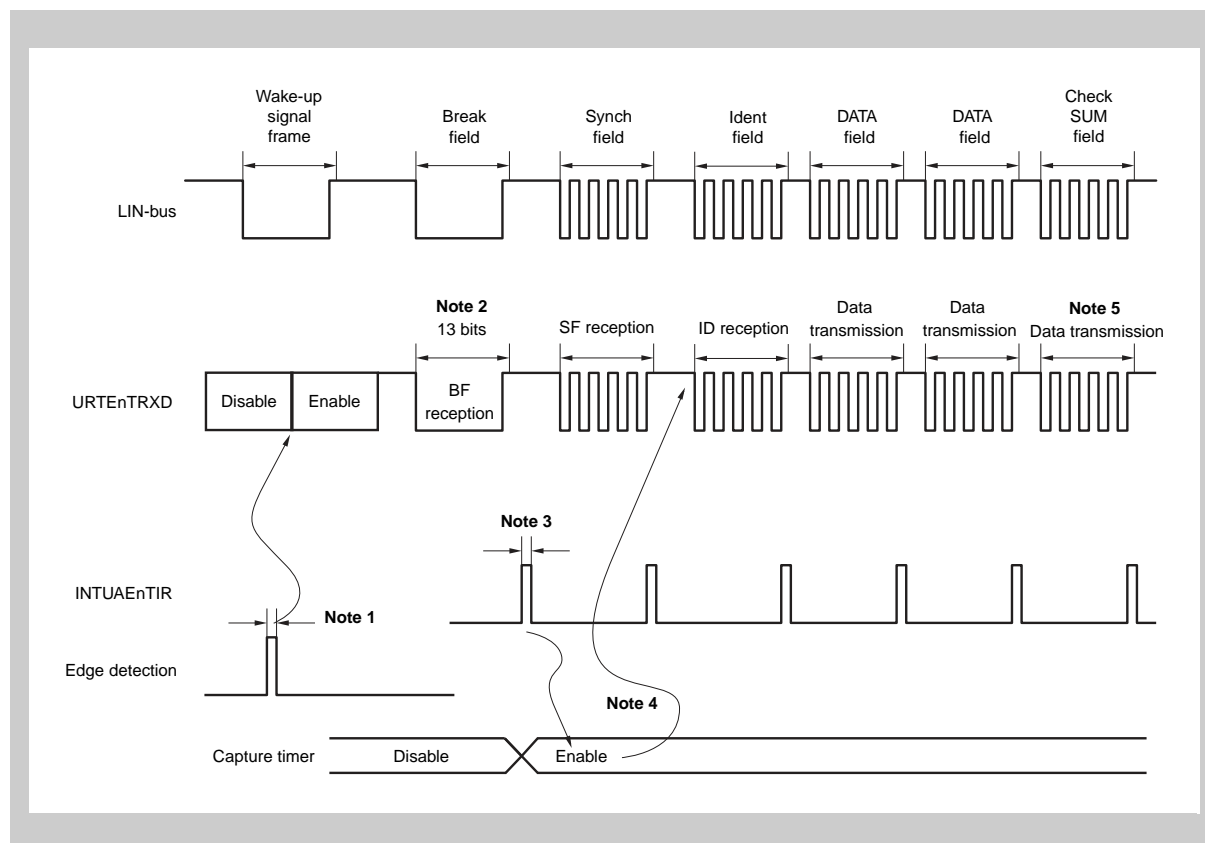 Wake-up
signal
frame
Break
field
Synch
field
Ident
field
DATA
field
DATA
field
Check
SUM
field
LIN-bus
Note 2
13 bits
SF reception
ID reception
Data
transmission
Data
transmission
Note 5
Data transmission
URTEnTRXD
Disable
Enable
BF
reception
Note 3
INTUAEnTIR
Note 1
Edge detection
Note 4
Capture timer
Disable
Enable